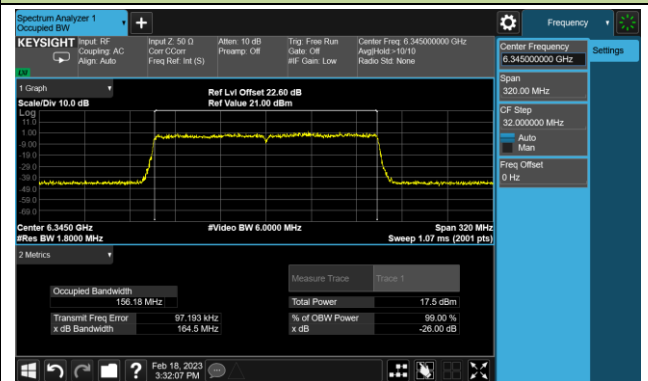 Spectrum Analyzer 1
Occupied BW
Frequency
KEYSIGHT
Input: RF
Coupling: AC
Align: Auto
Input Z: 50 Ω
Corr CCorr
Freq Ref: Int (S)
Atten: 10 dB
Preamp: Off
Trig: Free Run
Gate: Off
#IF Gain: Low
Center Freq: 6.345000000 GHz
Avg|Hold:>10/10
Radio Std: None
LW
Center Frequency
6.345000000 GHz
Settings
Span
320.00 MHz
CF Step
32.000000 MHz
Auto
Man
Freq Offset
0 Hz
1 Graph
Scale/Div 10.0 dB
Ref Lvl Offset 22.60 dB
Ref Value 21.00 dBm
Log
11.0
1.00
-9.00
-19.0
-29.0
-39.0
-49.0
-59.0
-69.0
Center 6.3450 GHz
#Res BW 1.8000 MHz
#Video BW 6.0000 MHz
Span 320 MHz
Sweep 1.07 ms (2001 pts)
2 Metrics
Measure Trace
Trace 1
Occupied Bandwidth
156.18 MHz
Total Power
17.5 dBm
Transmit Freq Error
97.193 kHz
% of OBW Power
99.00 %
x dB Bandwidth
164.5 MHz
x dB
-26.00 dB
?
Feb 18, 2023
3:32:07 PM